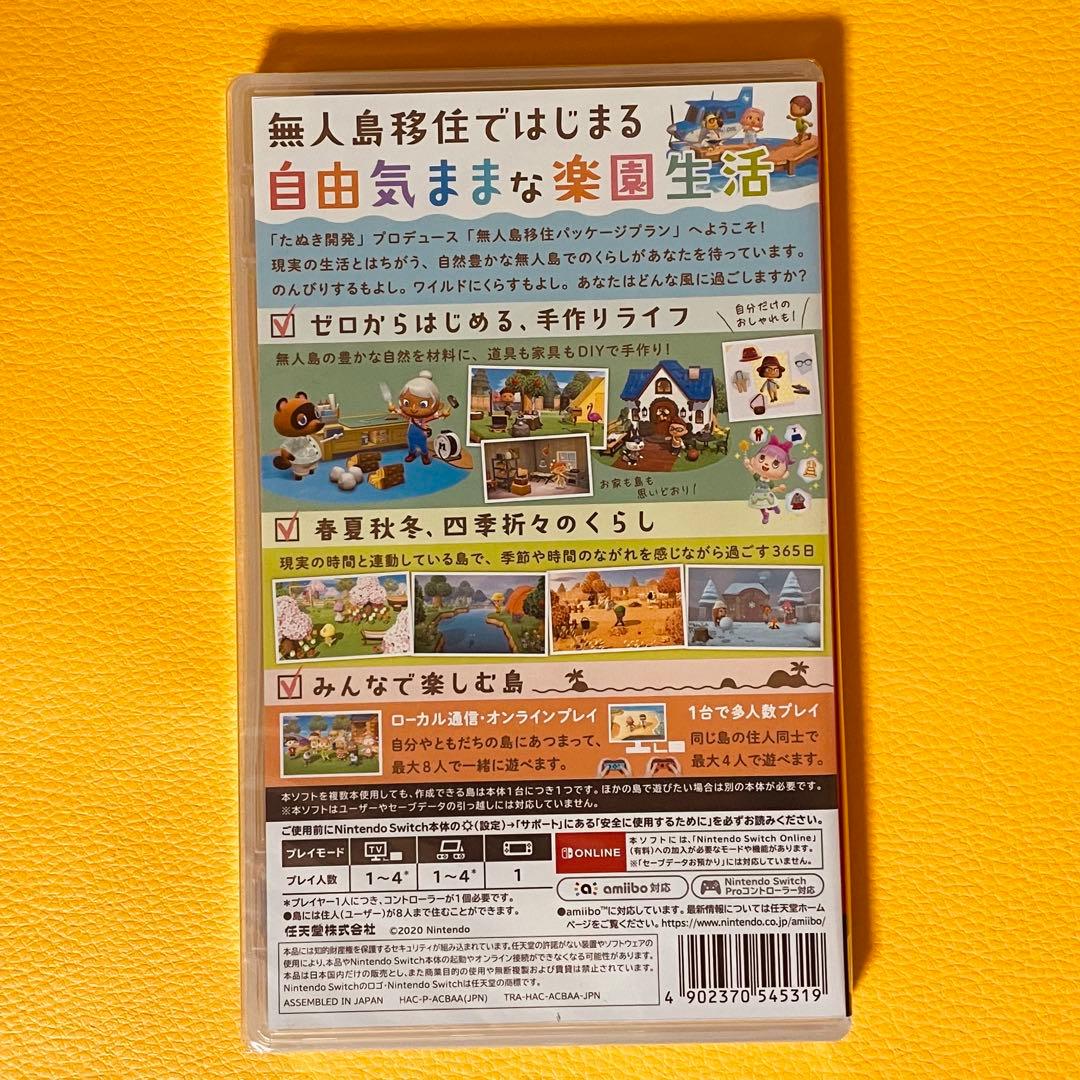 無人島移住ではじまる
自由気ままな楽園生活
「たぬき開発」プロデュース「無人島移住パッケージプラン」へようこそ!
現実の生活とはちがう、自然豊かな無人島でのくらしがあなたを待っています。
のんびりするもよし。ワイルドにくらすもよし。あなたはどんな風に過ごしますか?
ゼロからはじめる、手作りライフ
自分だけの
おしゃれも!
無人島の豊かな自然を材料に、道具も家具もDIYで手作り!
お家も島も
思いどおり!
春夏秋冬、四季折々のくらし
現実の時間と連動している島で、季節や時間のながれを感じながら過ごす365日
みんなで楽しむ島
ローカル通信・オンラインプレイ
自分やともだちの島にあつまって、
最大8人で一緒に遊べます。
1台で多人数プレイ
同じ島の住人同士で
最大4人で遊べます。
本ソフトを複数本使用しても、作成できる島は本体1台につき1つです。ほかの島で遊びたい場合は別の本体が必要です。
※本ソフトはユーザーやセーブデータの引っ越しには対応していません。
ご使用前にNintendo Switch本体の(設定)→「サポート」にある「安全に使用するために」を必ずお読みください。
プレイモード TV
プレイ人数 1〜4* 1〜4* 1
*プレイヤー1人につき、コントローラーが1個必要です。
●島には住人(ユーザー)が8人まで住むことができます。
任天堂株式会社 ©2020 Nintendo
ONLINE
本ソフトには、「Nintendo Switch Online」
(有料)への加入が必要なモードや機能があります。
※「セーブデータお預かり」には対応していません。
amiibo対応
Nintendo Switch
Proコントローラー対応
●amiibo™に対応しています。最新情報については任天堂ホーム
ページをご覧ください。https://www.nintendo.co.jp/amiibo/
本品には知的財産権を保護するセキュリティが組み込まれています。任天堂の許諾がない装置やソフトウェアの
使用により、本品やNintendo Switch本体の起動やオンライン接続ができなくなる可能性があります。
本品は日本国内だけの販売とし、また商業目的の使用や無断複製および賃貸は禁止されています。
Nintendo Switchのロゴ・Nintendo Switchは任天堂の商標です。
ASSEMBLED IN JAPAN HAC-P-ACBAA(JPN) TRA-HAC-ACBAA-JPN
4 902370 545319